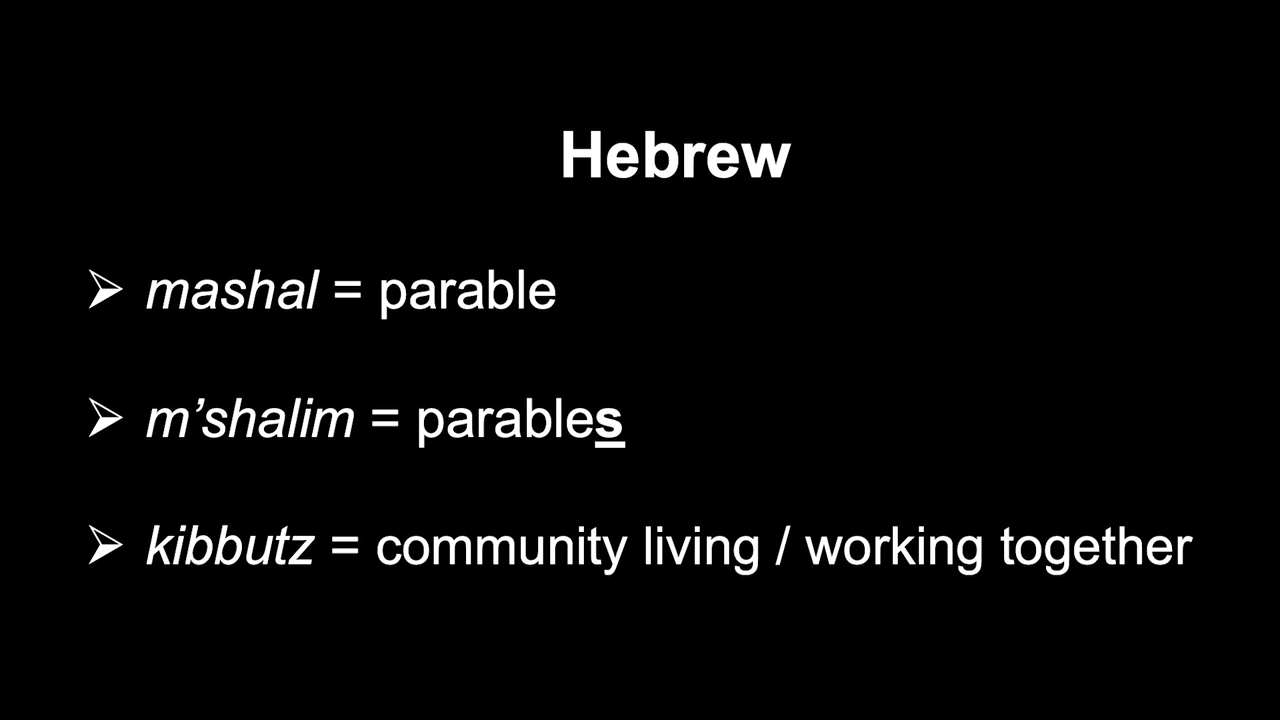 Hebrew
➢ mashal = parable
➢ m’shalim = parables
➢ kibbutz = community living / working together